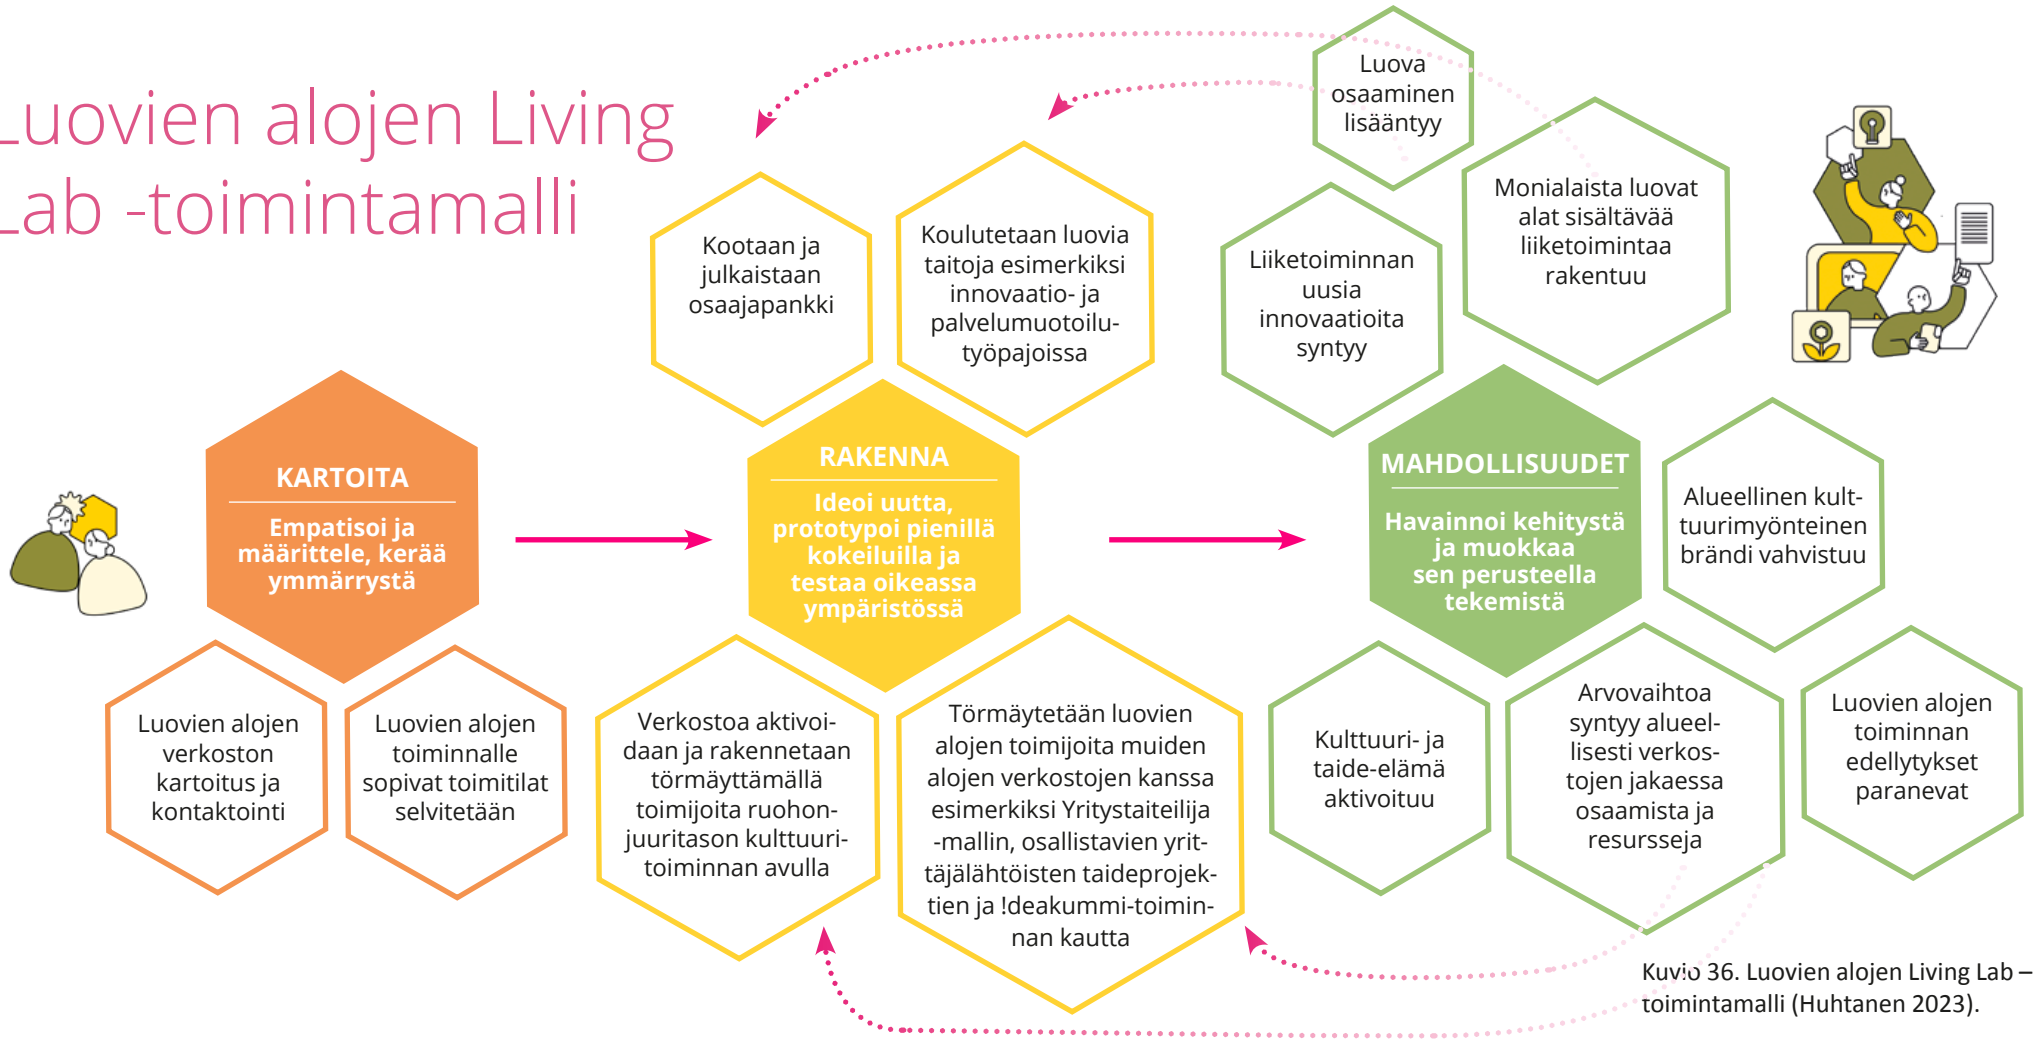 Luovien alojen Living
Lab -toimintamalli
KARTOITA
Empatisoi ja
määrittele, kerää
ymmärrystä
Luovien alojen
verkoston
kartoitus ja
kontaktointi
Luovien alojen
toiminnalle
sopivat toimitilat
selvitetään
Kootaan ja
julkaistaan
osaajapankki
Koulutetaan luovia
taitoja esimerkiksi
innovaatio- ja
palvelumuotoilu-
työpajoissa
RAKENNA
Ideoi uutta,
prototypoi pienillä
kokeiluilla ja
testaa oikeassa
ympäristössä
Verkostoa aktivoi-
daan ja rakennetaan
törmäyttämällä
toimijoita ruohon-
juuritason kulttuuri-
toiminnan avulla
Törmäytetään luovien
alojen toimijoita muiden
alojen verkostojen kanssa
esimerkiksi Yritystaiteilija
-mallin, osallistavien yrit-
täjälähtöisten taideprojek-
tien ja !deakummi-toimin-
nan kautta
Luova
osaaminen
lisääntyy
Liiketoiminnan
uusia
innovaatioita
syntyy
Monialaista luovat
alat sisältävää
liiketoimintaa
rakentuu
MAHDOLLISUUDET
Havainnoi kehitystä
ja muokkaa
sen perusteella
tekemistä
Alueellinen kult-
tuurimyönteinen
brändi vahvistuu
Kulttuuri- ja
taide-elämä
aktivoituu
Arvovaihtoa
syntyy alueel-
lisesti verkos-
tojen jakaessa
osaamista ja
resursseja
Luovien alojen
toiminnan
edellytykset
paranevat
Kuvio 36. Luovien alojen Living Lab –
toimintamalli (Huhtanen 2023).